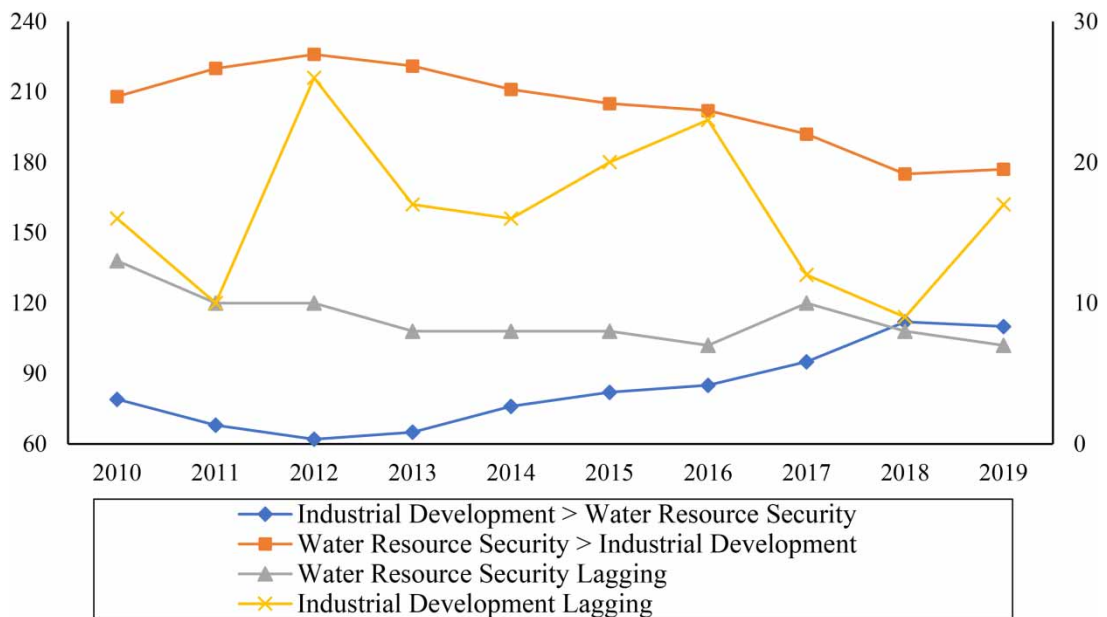 240
210
180
150
120
90
60
30
20
10
0
2010 2011 2012 2013 2014 2015 2016 2017 2018 2019
Industrial Development > Water Resource Security
Water Resource Security > Industrial Development
Water Resource Security Lagging
Industrial Development Lagging